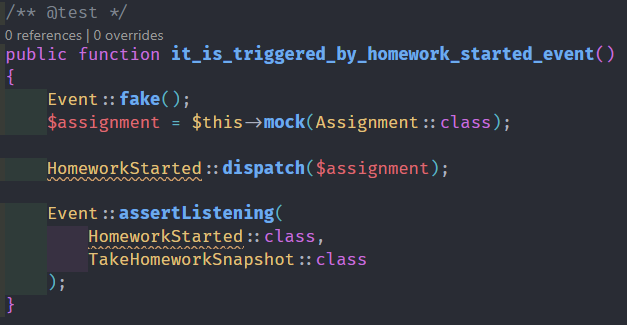 /** @test */
0 references | 0 overrides
public function it_is_triggered_by_homework_started_event()
{
Event::fake();
$assignment = $this->mock(Assignment::class);
HomeworkStarted::dispatch($assignment);
Event::assertListening(
HomeworkStarted::class,
TakeHomeworkSnapshot::class
);
}